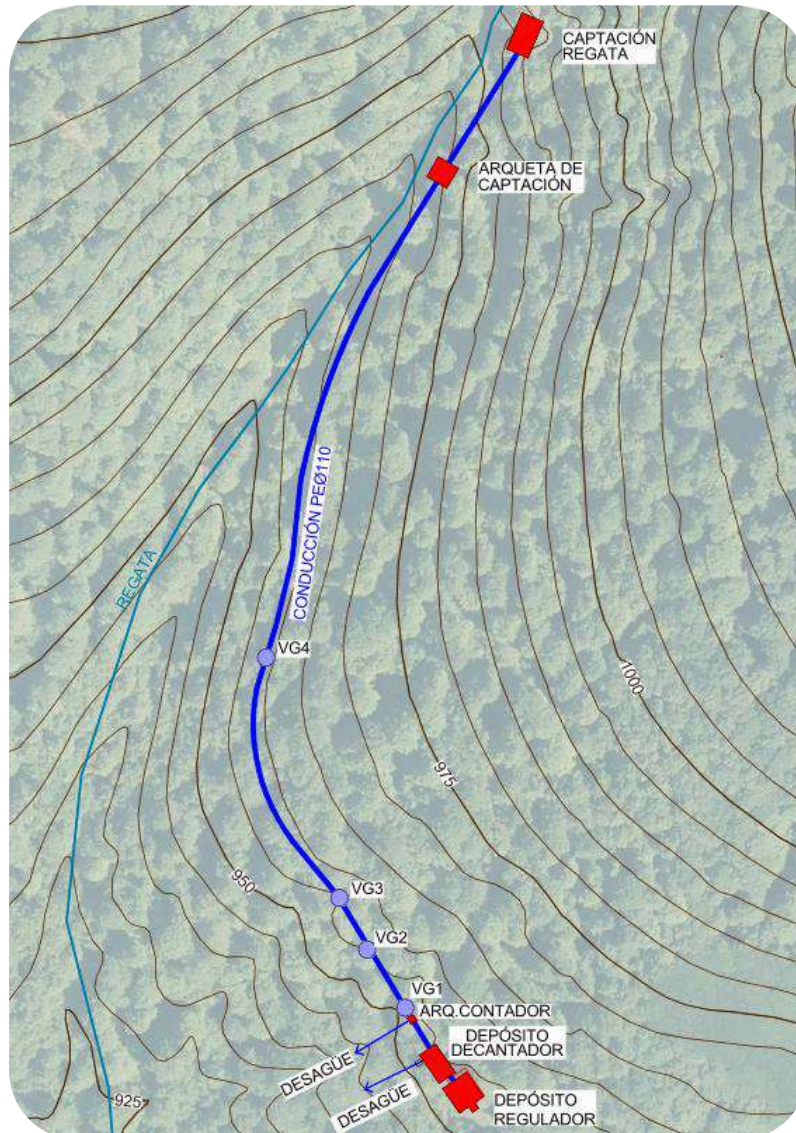 CAPTACIÓN
REGATA
ARQUETA DE
CAPTACIÓN
CONDUCCIÓN PEØ110
REGATA
VG4
1000
975
950
VG3
VG2
VG1
ARQ.CONTADOR
DEPÓSITO
DECANTADOR
DESAGÜE
DESAGÜE
DEPÓSITO
REGULADOR
925